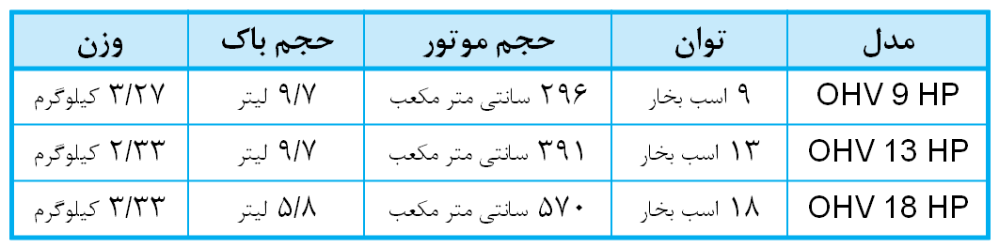 مدل توان حجم موتور حجم باک وزن
OHV 9 HP ۹ اسب بخار ۲۹۶ سانتی متر مکعب ۹/۷ لیتر ۳/۲۷ کیلوگرم
OHV 13 HP ۱۳ اسب بخار ۳۹۱ سانتی متر مکعب ۹/۷ لیتر ۲/۳۳ کیلوگرم
OHV 18 HP ۱۸ اسب بخار ۵۷۰ سانتی متر مکعب ۵/۸ لیتر ۳/۳۳ کیلوگرم